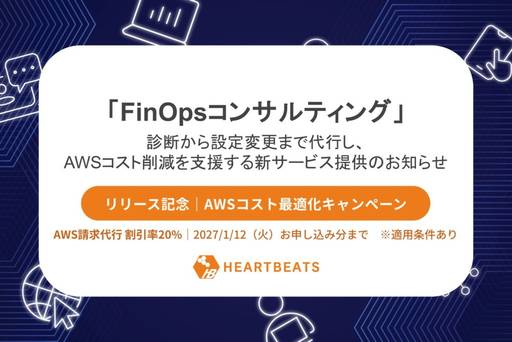 「FinOpsコンサルティング」
診断から設定変更まで代行し、
AWSコスト削減を支援する新サービス提供のお知らせ
リリース記念｜AWSコスト最適化キャンペーン
AWS請求代行 割引率20%｜2027/1/12（火）お申し込み分まで　※適用条件あり
HEARTBEATS